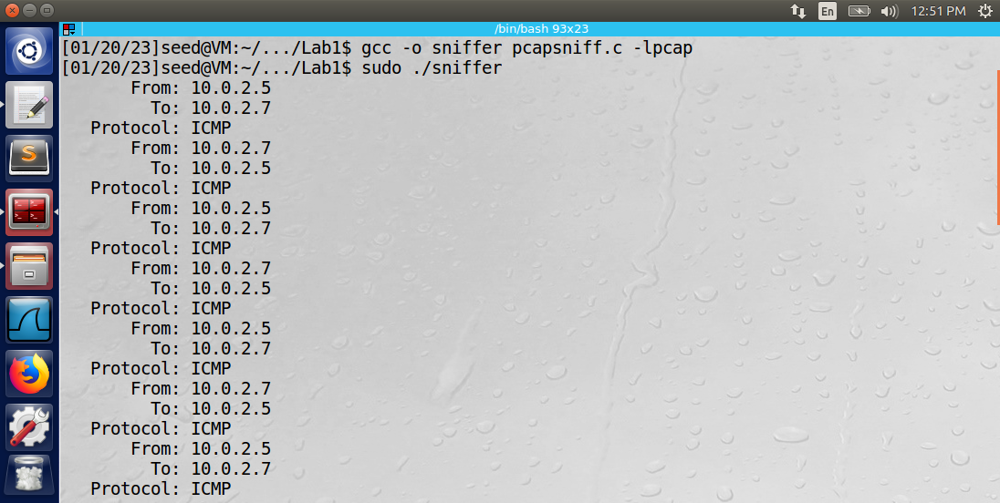 En 12:51 PM
/bin/bash 93x23
[01/20/23]seed@VM:~/.../Lab1$ gcc -o sniffer pcapsniff.c -lpcap
[01/20/23]seed@VM:~/.../Lab1$ sudo ./sniffer
From: 10.0.2.5
To: 10.0.2.7
Protocol: ICMP
From: 10.0.2.7
To: 10.0.2.5
Protocol: ICMP
From: 10.0.2.5
To: 10.0.2.7
Protocol: ICMP
From: 10.0.2.7
To: 10.0.2.5
Protocol: ICMP
From: 10.0.2.5
To: 10.0.2.7
Protocol: ICMP
From: 10.0.2.7
To: 10.0.2.5
Protocol: ICMP
From: 10.0.2.5
To: 10.0.2.7
Protocol: ICMP